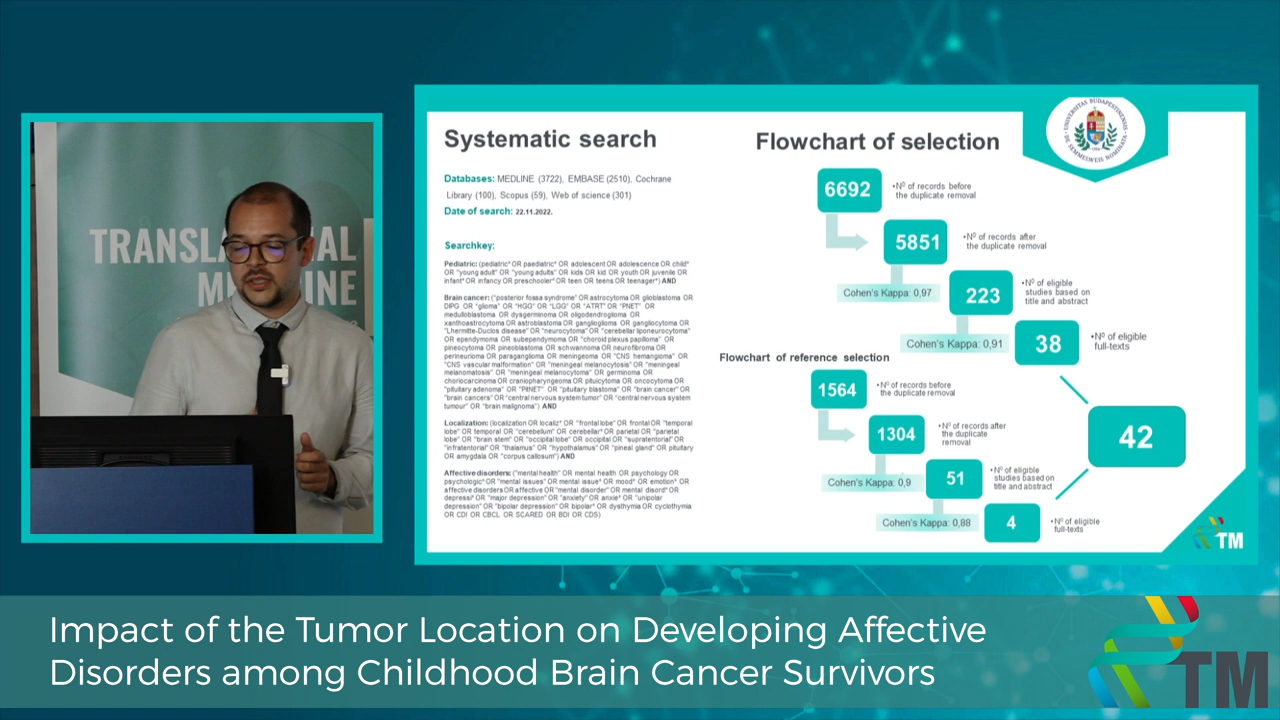 TRANSLATIONAL
MEDICINE
Systematic search
Databases: MEDLINE (3722), EMBASE (2510), Cochrane
Library (100), Scopus (59), Web of science (301)
Date of search: 22.11.2022.
Searchkey:
Pediatric: (pediatric* OR paediatric* OR adolescent OR adolescence OR child*
OR "young adult" OR "young adults" OR kids OR kid OR youth OR juvenile OR
infant* OR infancy OR preschooler* OR teen OR teens OR teenager*) AND
Brain cancer: ("posterior fossa syndrome" OR astrocytoma OR globlastoma OR
DIPG OR "glioma" OR "HGG" OR "LGG" OR "ATRT" OR "PNET" OR
medulloblastoma OR dysgerminoma OR oligodendroglioma OR
xanthoastrocytoma OR astroblastoma OR ganglioglioma OR gangliocytoma OR
"Lhermitte-Duclos disease" OR "neurocytoma" OR "cerebellar liponeurocytoma"
OR ependymoma OR subependymoma OR "choroid plexus papilloma" OR
pineocytoma OR pineoblastoma OR schwannoma OR neurofibroma OR
perineurioma OR paraganglioma OR meningeoma OR "CNS hemangioma" OR
"CNS vascular malformation" OR "meningeal melanocytosis" OR "meningeal
melanomatosis" OR "meningeal melanocytoma" OR germinoma OR
choriocarcinoma OR craniopharyngeoma OR pituicytoma OR oncocytoma OR
"pituitary adenoma" OR "PitNET" OR "pituitary blastoma" OR "brain cancer" OR
"brain cancers" OR "central nervous system tumor" OR "central nervous system
tumour" OR "brain malignoma") AND
Localization: (localization OR localiz* OR "frontal lobe" OR frontal OR "temporal
lobe" OR temporal OR "cerebellum" OR cerebellar* OR parietal OR "parietal
lobe" OR "brain stem" OR "occipital lobe" OR occipital OR "supratentorial" OR
"infratentorial" OR "thalamus" OR "hypothalamus" OR "pineal gland" OR pituitary
OR amygdala OR "corpus callosum") AND
Affective disorders: ("mental health" OR mental health OR psychology OR
psychologic* OR "mental issues" OR mental issue* OR mood* OR emotion* OR
affective disorders OR affective OR "mental disorder" OR mental disord* OR
depressi* OR "major depression" OR "anxiety" OR anxie* OR "unipolar
depression" OR "bipolar depression" OR bipolar* OR dysthymia OR cyclothymia
OR CDI OR CBCL OR SCARED OR BDI OR CDS)
Flowchart of selection
6692
•Nº of records before
the duplicate removal
5851
•Nº of records after
the duplicate removal
Cohen's Kappa: 0,97
223
•Nº of eligible
studies based on
title and abstract
Cohen's Kappa: 0,91
38
•Nº of eligible
full-texts
Flowchart of reference selection
1564
•Nº of records before
the duplicate removal
1304
•Nº of records after
the duplicate
removal
Cohen's Kappa: 0,9
51
•Nº of eligible
studies based on
title and abstract
Cohen's Kappa: 0,88
4
•Nº of eligible
full-texts
42
TM
Impact of the Tumor Location on Developing Affective
Disorders among Childhood Brain Cancer Survivors
TM